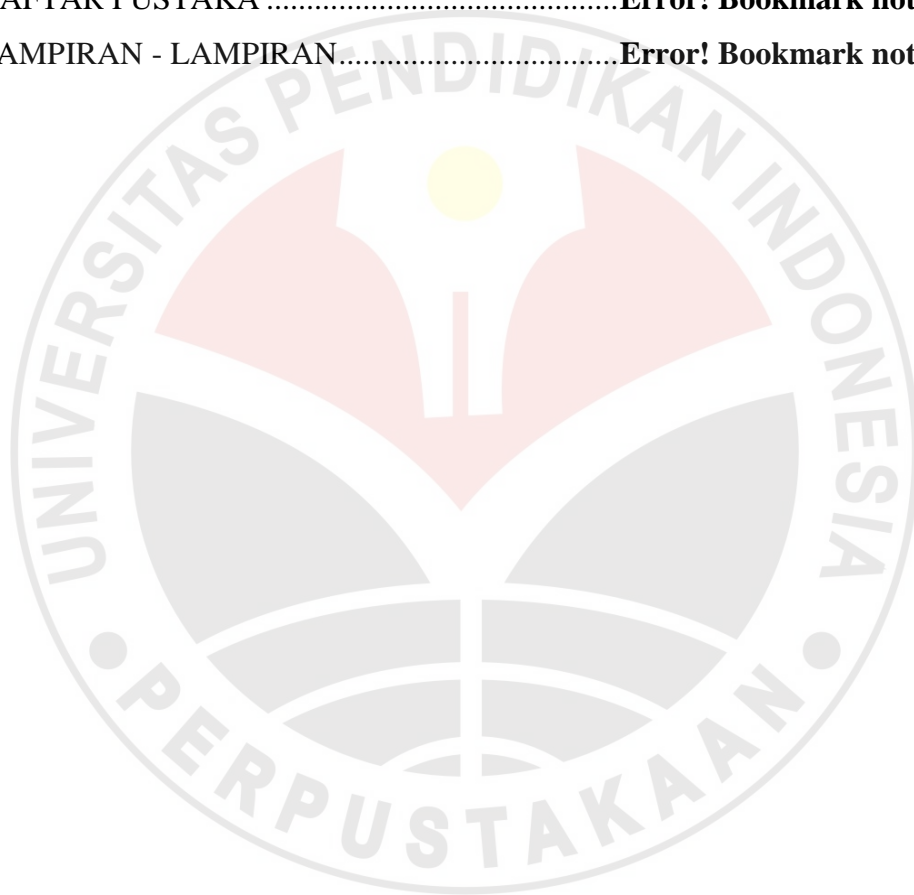 AFTAR PUSTAKA ............................................Error! Bookmark not
AMPIRAN - LAMPIRAN...................................Error! Bookmark not
UNIVERSITAS PENDIDIKAN INDONESIA
PERPUSTAKAAN